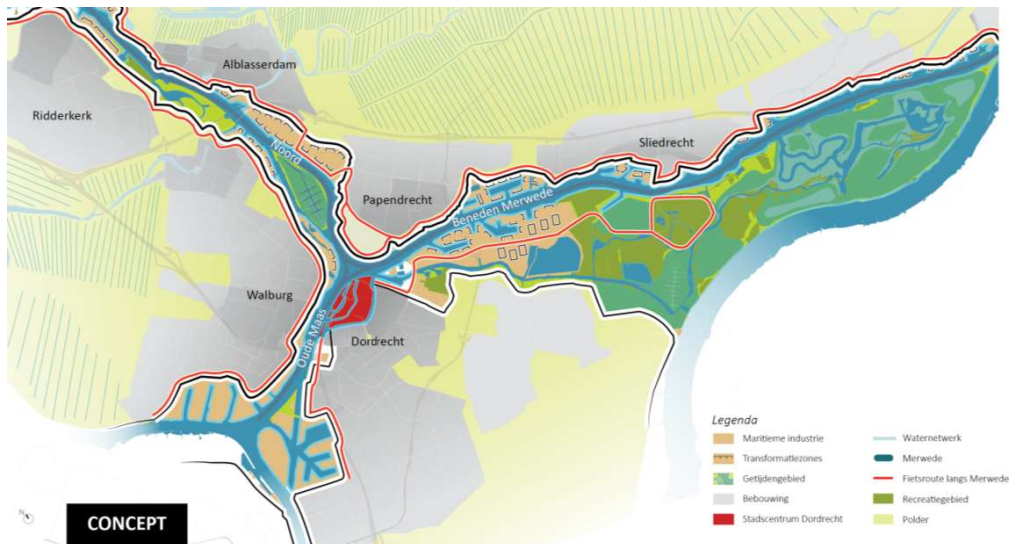 Alblasserdam
Ridderkerk
Noord
Sliedrecht
Papendrecht
Beneden Merwede
Walburg
Oude Maas
Dordrecht
Legenda
Maritieme industrie
Transformatiezones
Getijdengebied
Bebouwing
Stadscentrum Dordrecht
Waternetwerk
Merwede
Fietsroute langs Merwede
Recreatiegebied
Polder
N
CONCEPT